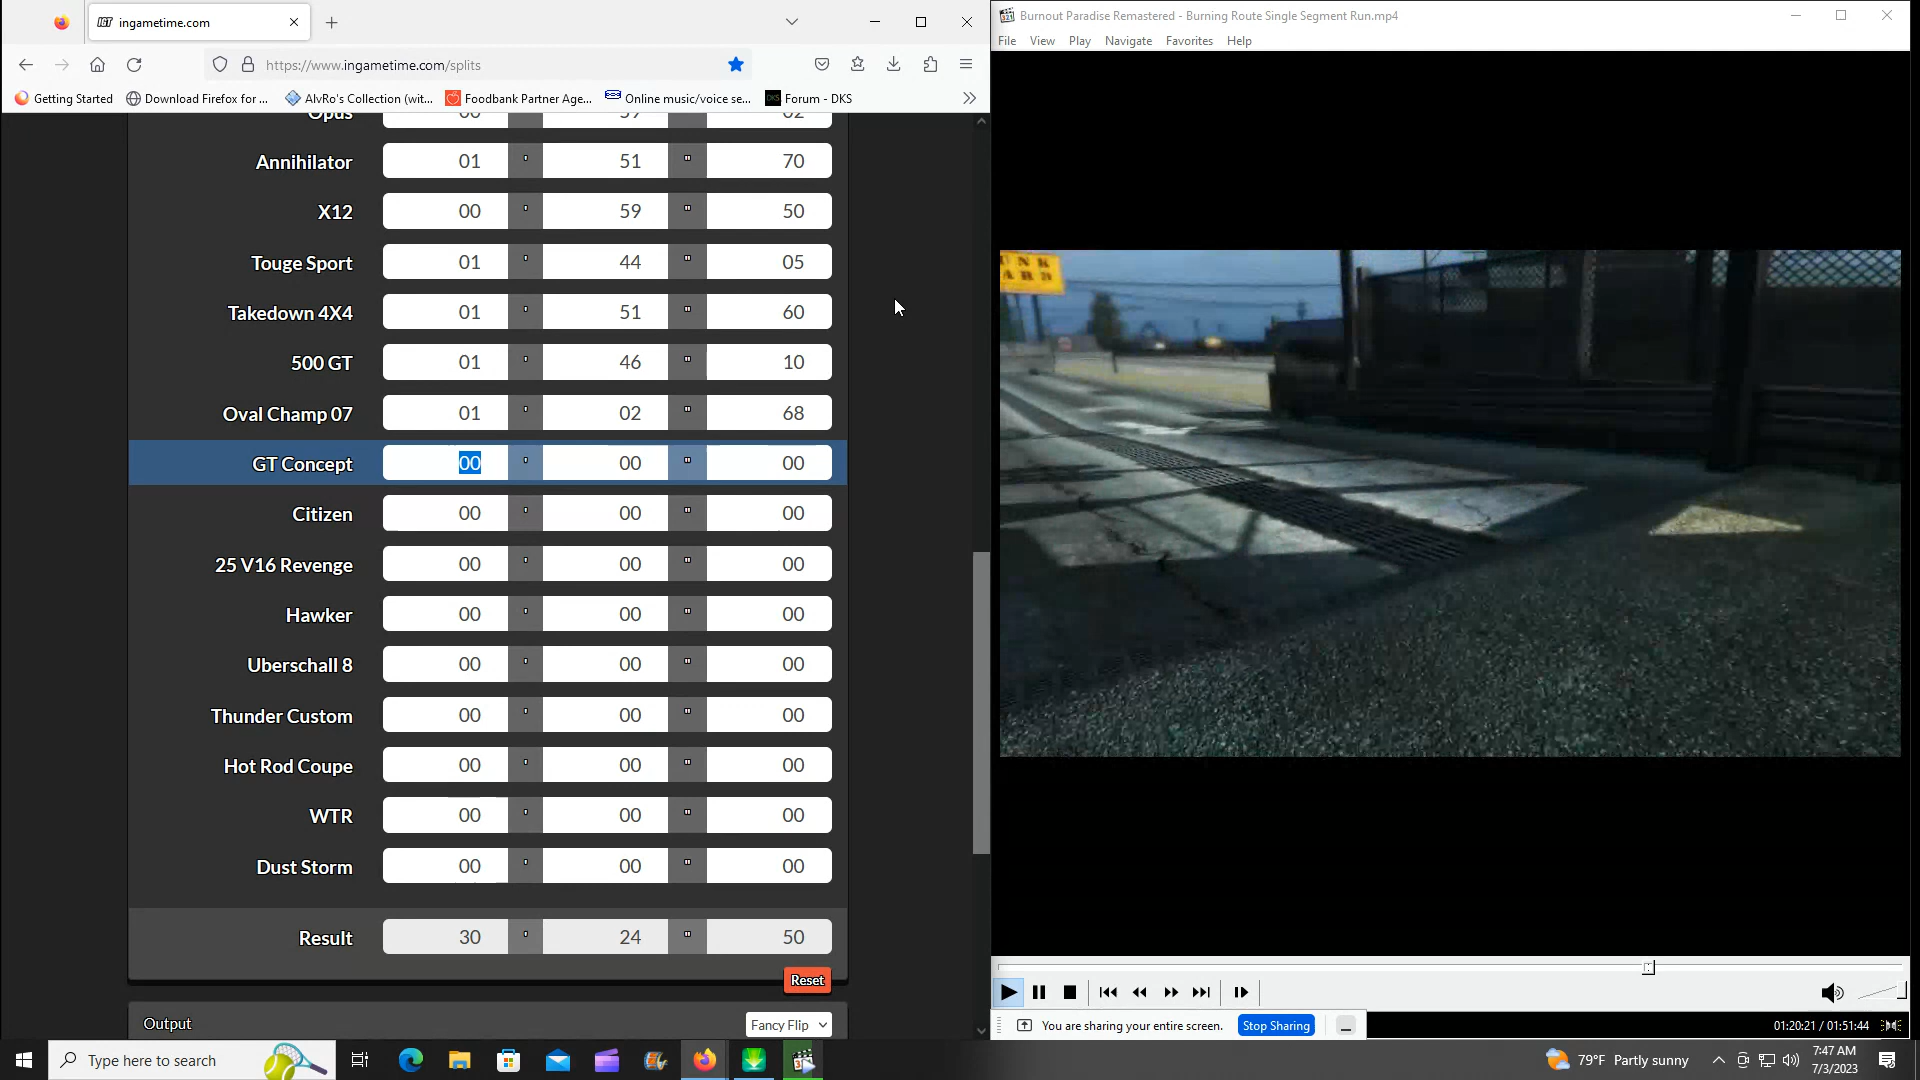 ingametime.com
https://www.ingametime.com/splits
Getting Started
Download Firefox for ...
AlvRo's Collection (wit...
Foodbank Partner Age...
Online music/voice se...
DKS
Forum - DKS
Opus 00 59 02
Annihilator 01 ' 51 " 70
X12 00 ' 59 " 50
Touge Sport 01 ' 44 " 05
Takedown 4X4 01 ' 51 " 60
500 GT 01 ' 46 " 10
Oval Champ 07 01 ' 02 " 68
GT Concept 00 ' 00 " 00
Citizen 00 ' 00 " 00
25 V16 Revenge 00 ' 00 " 00
Hawker 00 ' 00 " 00
Uberschall 8 00 ' 00 " 00
Thunder Custom 00 ' 00 " 00
Hot Rod Coupe 00 ' 00 " 00
WTR 00 ' 00 " 00
Dust Storm 00 ' 00 " 00
Result 30 ' 24 " 50
Reset
Output
Fancy Flip
Burnout Paradise Remastered - Burning Route Single Segment Run.mp4
File View Play Navigate Favorites Help
You are sharing your entire screen.
Stop Sharing
01:20:21 / 01:51:44
Type here to search
79°F Partly sunny
7:47 AM
7/3/2023